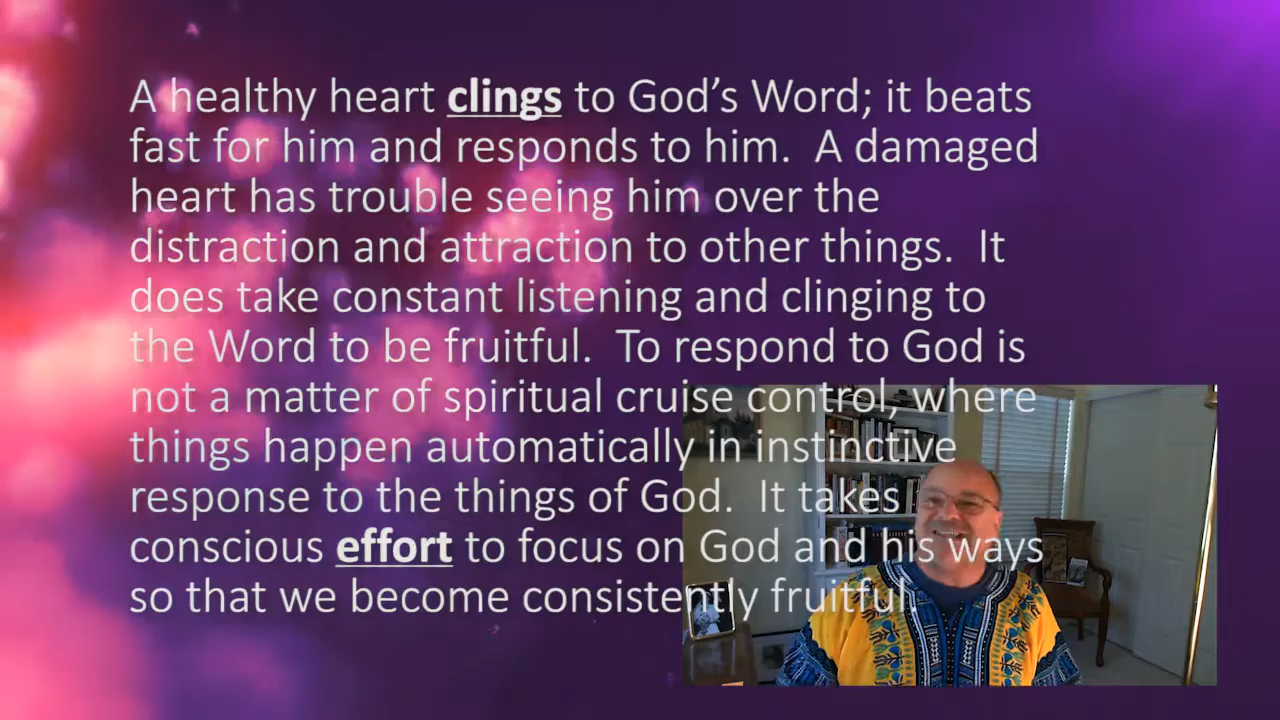 A healthy heart clings to God’s Word; it beats
fast for him and responds to him.  A damaged
heart has trouble seeing him over the
distraction and attraction to other things.  It
does take constant listening and clinging to
the Word to be fruitful.  To respond to God is
not a matter of spiritual cruise control, where
things happen automatically in instinctive
response to the things of God.  It takes
conscious effort to focus on God and his ways
so that we become consistently fruitful.